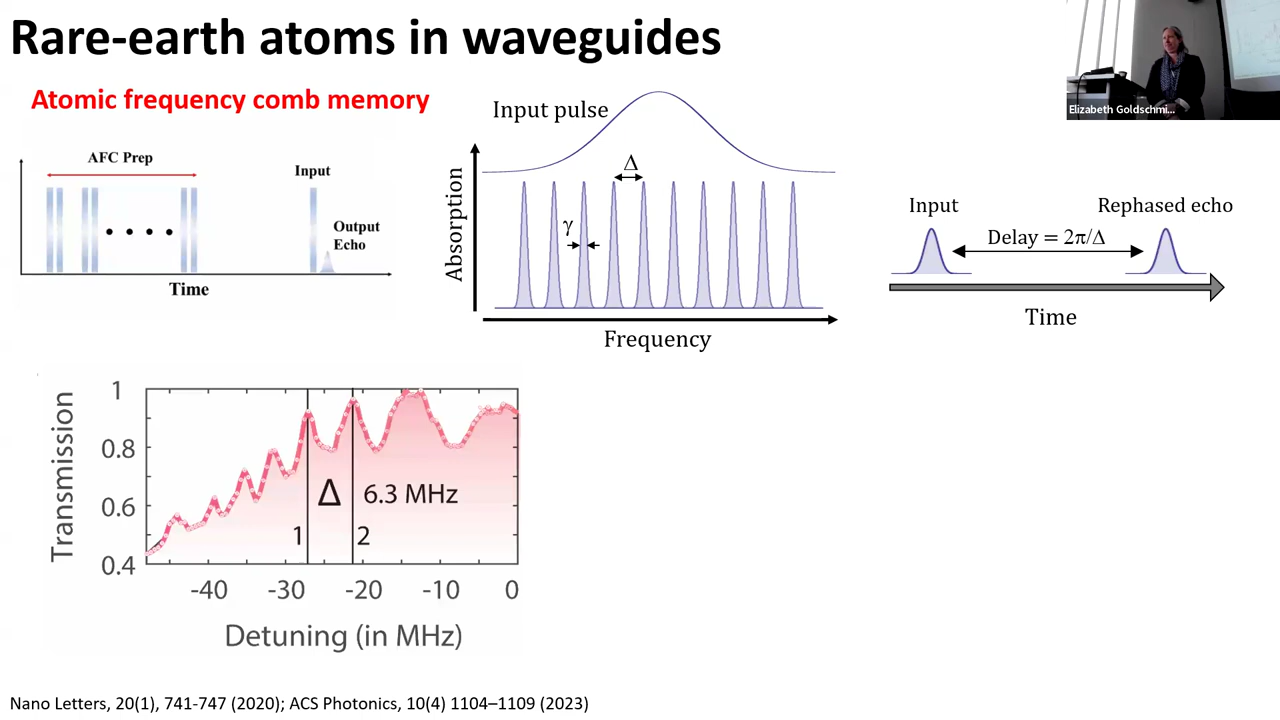 Rare-earth atoms in waveguides
Elizabeth Goldschmi...
Atomic frequency comb memory
AFC Prep
Input
Output
Echo
Time
Input pulse
Δ
γ
Absorption
Frequency
Input
Rephased echo
Delay = 2π/Δ
Time
Transmission
1
0.8
0.6
0.4
Δ
6.3 MHz
1
2
-40
-30
-20
-10
0
Detuning (in MHz)
Nano Letters, 20(1), 741-747 (2020); ACS Photonics, 10(4) 1104–1109 (2023)